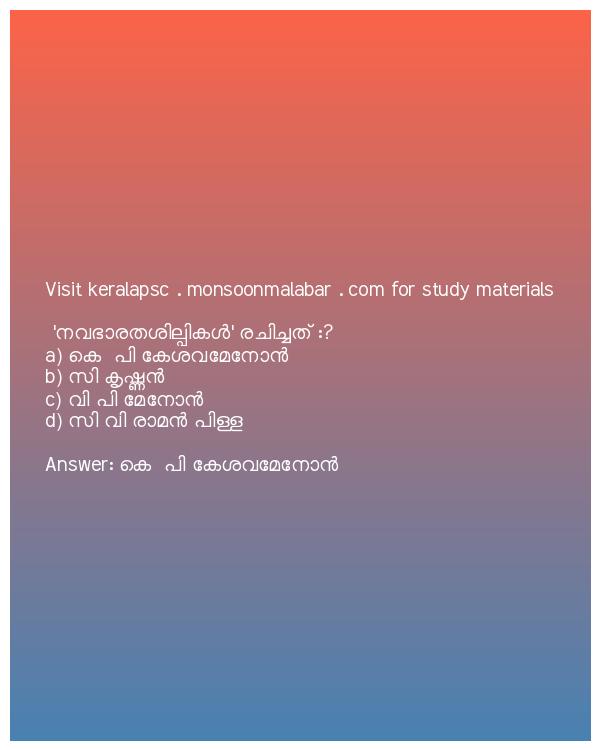 Visit keralapsc . monsoonmalabar . com for study materials
'നവഭാരതശില്പികൾ' രചിച്ചത് :?
a) കെ പി കേശവമേനോൻ
b) സി കൃഷ്ണൻ
c) വി പി മേനോൻ
d) സി വി രാമൻ പിള്ള
Answer: കെ പി കേശവമേനോൻ